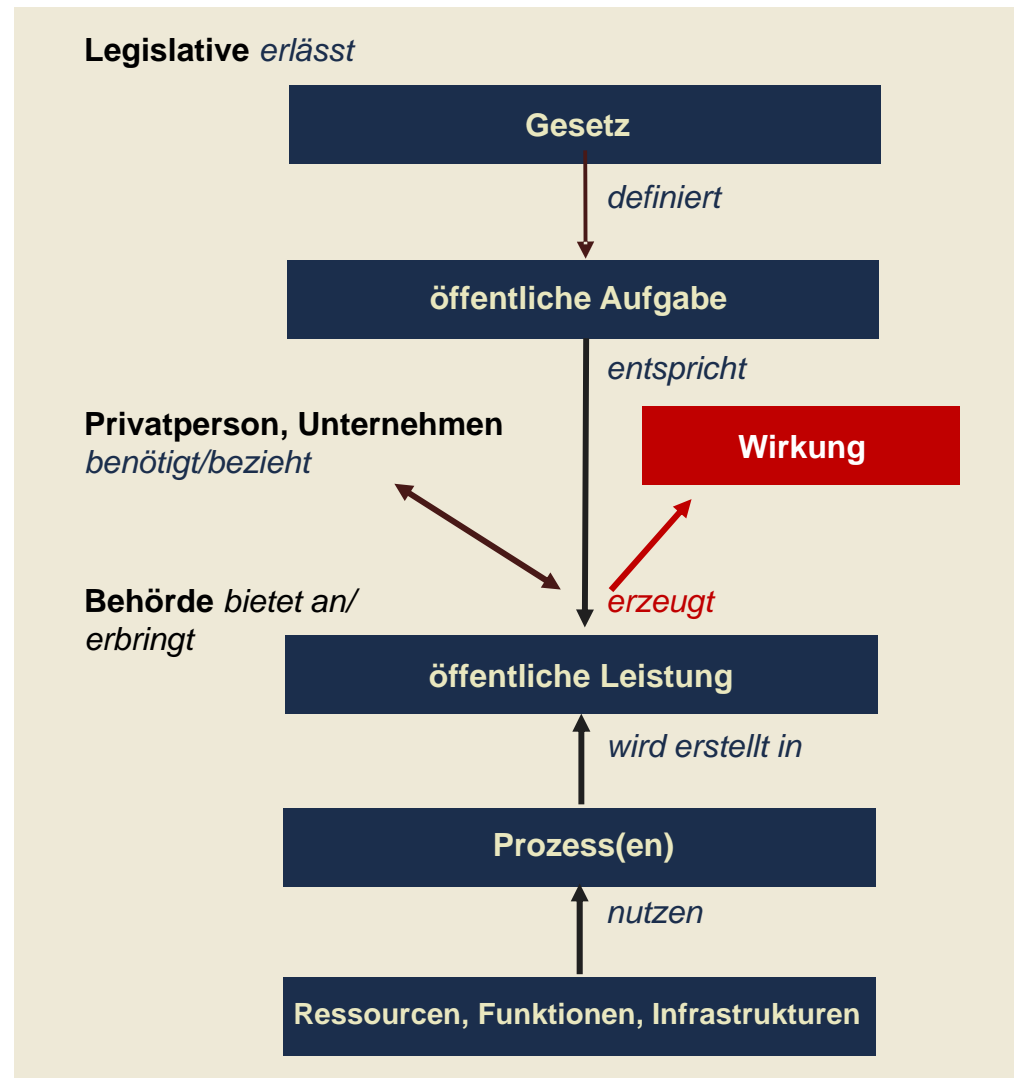 Legislative erlässt
Gesetz
definiert
öffentliche Aufgabe
entspricht
Privatperson, Unternehmen
benötigt/bezieht
Wirkung
Behörde bietet an/
erbringt
erzeugt
öffentliche Leistung
wird erstellt in
Prozess(en)
nutzen
Ressourcen, Funktionen, Infrastrukturen